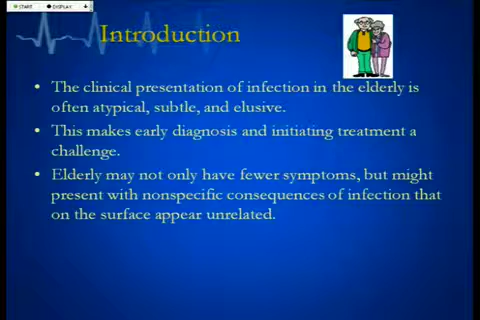 START DISPLAY
Introduction
• The clinical presentation of infection in the elderly is
often atypical, subtle, and elusive.
• This makes early diagnosis and initiating treatment a
challenge.
• Elderly may not only have fewer symptoms, but might
present with nonspecific consequences of infection that
on the surface appear unrelated.